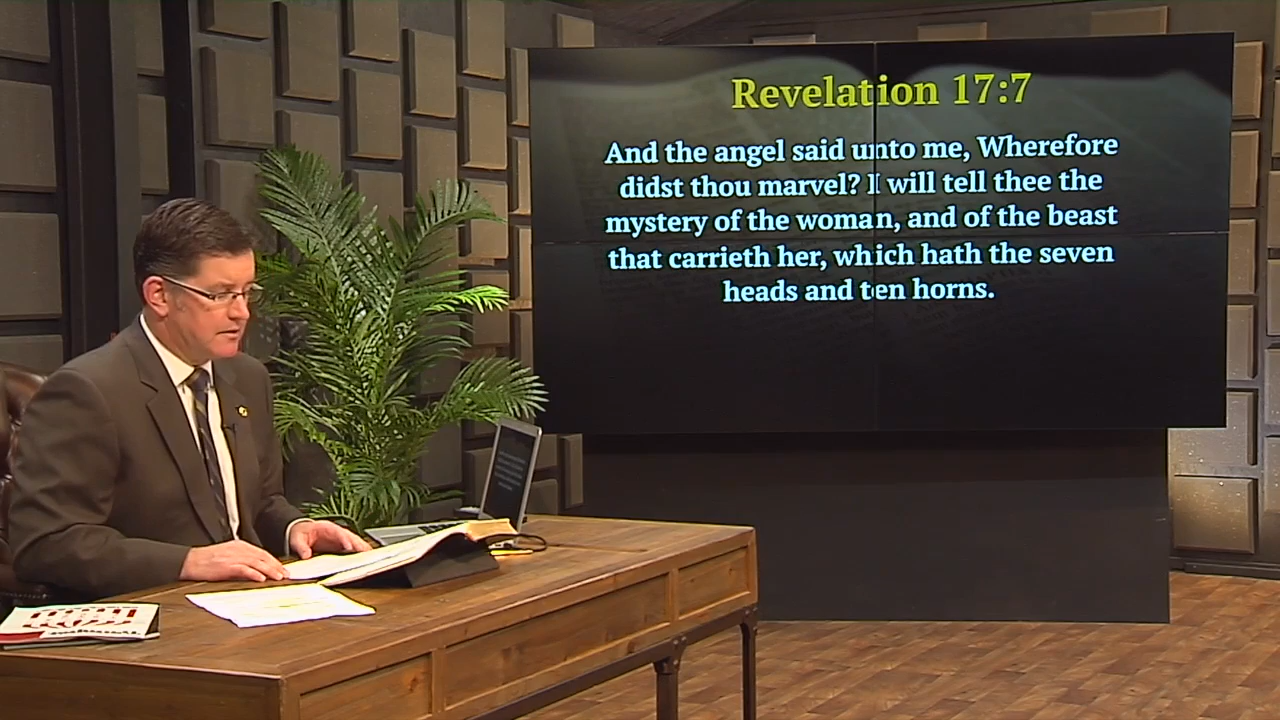 Revelation 17:7
And the angel said unto me, Wherefore
didst thou marvel? I will tell thee the
mystery of the woman, and of the beast
that carrieth her, which hath the seven
heads and ten horns.